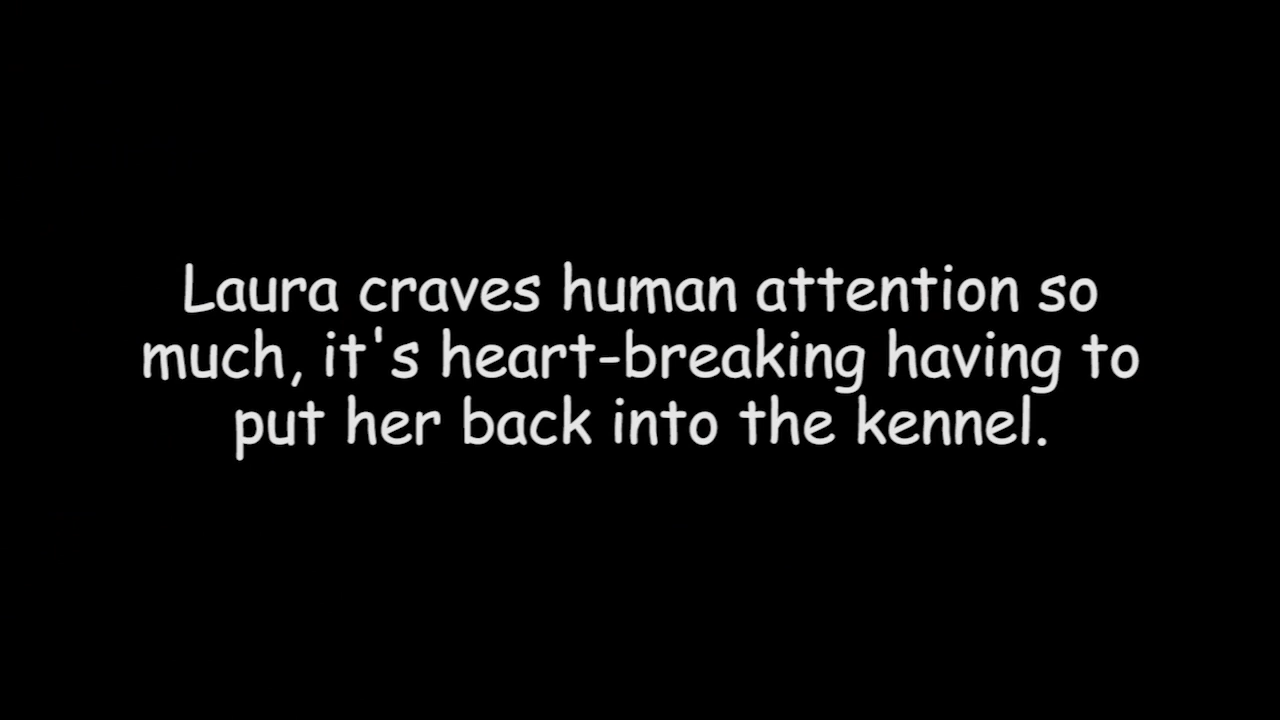 Laura craves human attention so
much, it's heart-breaking having to
put her back into the kennel.